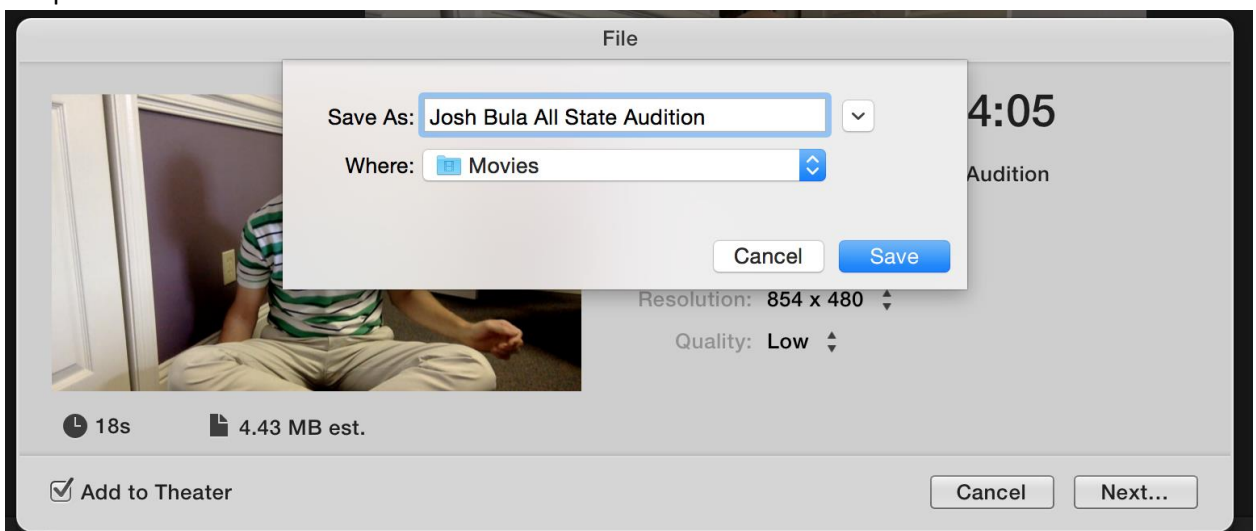 File
Save As: Josh Bula All State Audition
4:05
Where: Movies
Audition
Cancel Save
Resolution: 854 x 480
Quality: Low
18s 4.43 MB est.
Add to Theater
Cancel Next...